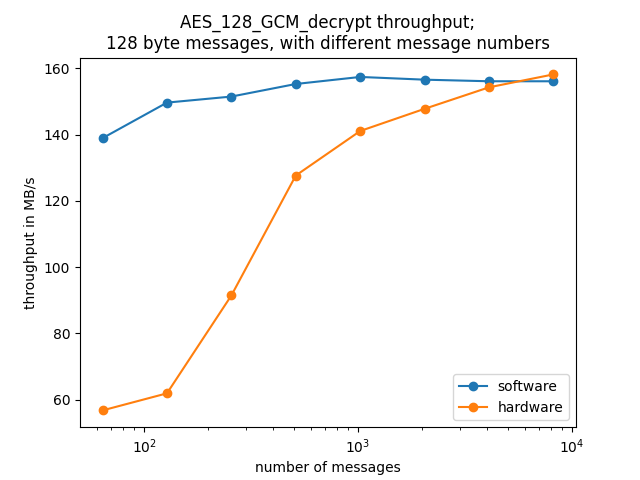 AES_128_GCM_decrypt throughput;
128 byte messages, with different message numbers
throughput in MB/s
160
140
120
100
80
60
software
hardware
10²
10³
10⁴
number of messages